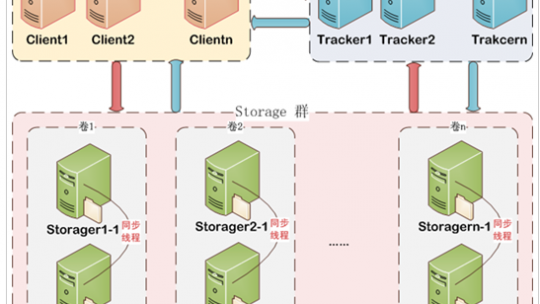 Client1 Client2 Clientn Tracker1 Tracker2 Trakcern
Storage 群
卷1 卷2 卷n
Storager1-1 同步 Storager2-1 同步 Storagern-1 同步
线程 线程 线程
......